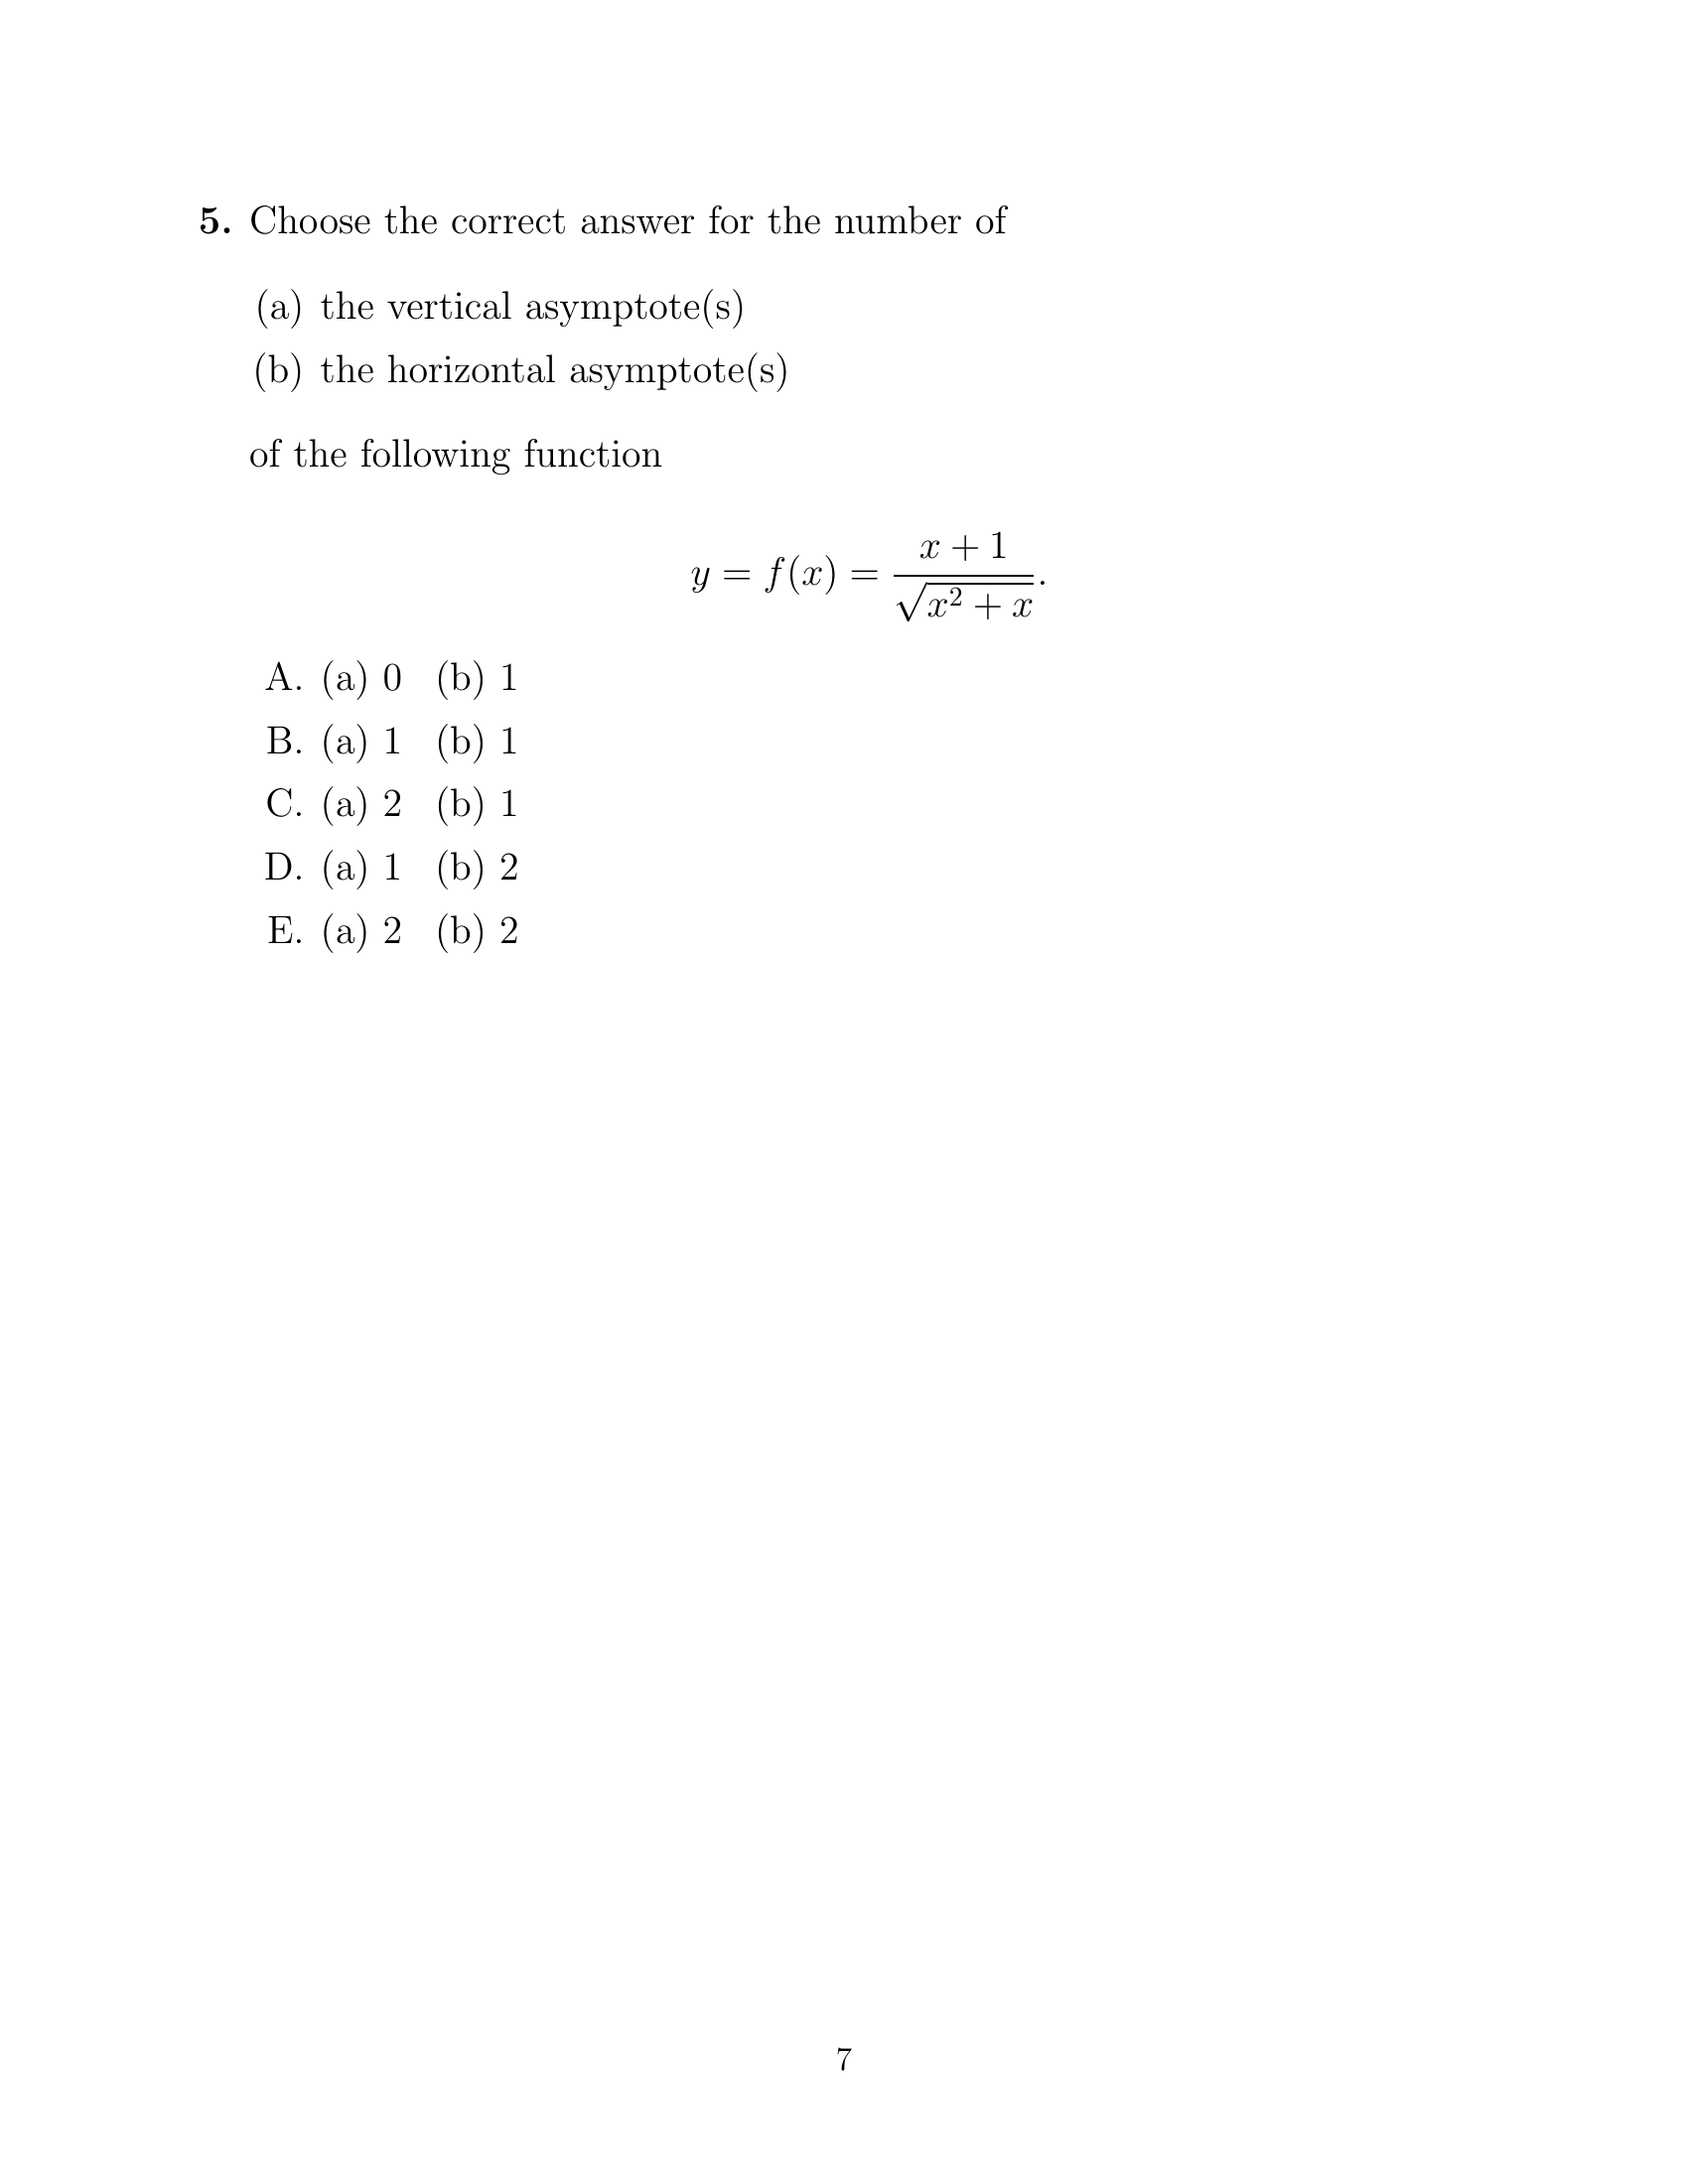 5. Choose the correct answer for the number of
(a) the vertical asymptote(s)
(b) the horizontal asymptote(s)
of the following function
y = f(x) = \frac{x + 1}{\sqrt{x^2 + x}}.
A. (a) 0 (b) 1
B. (a) 1 (b) 1
C. (a) 2 (b) 1
D. (a) 1 (b) 2
E. (a) 2 (b) 2
7